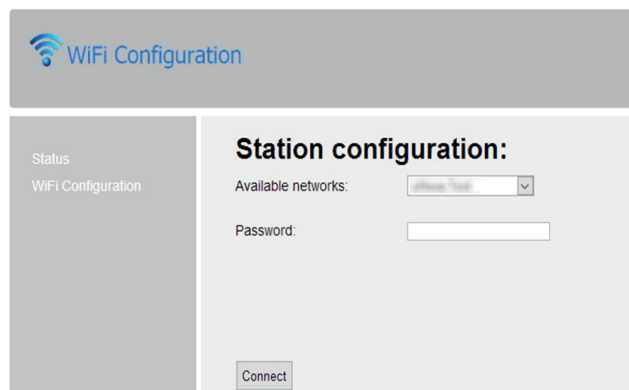 WiFi Configuration
Status
WiFi Configuration
Station configuration:
Available networks:
Password:
Connect